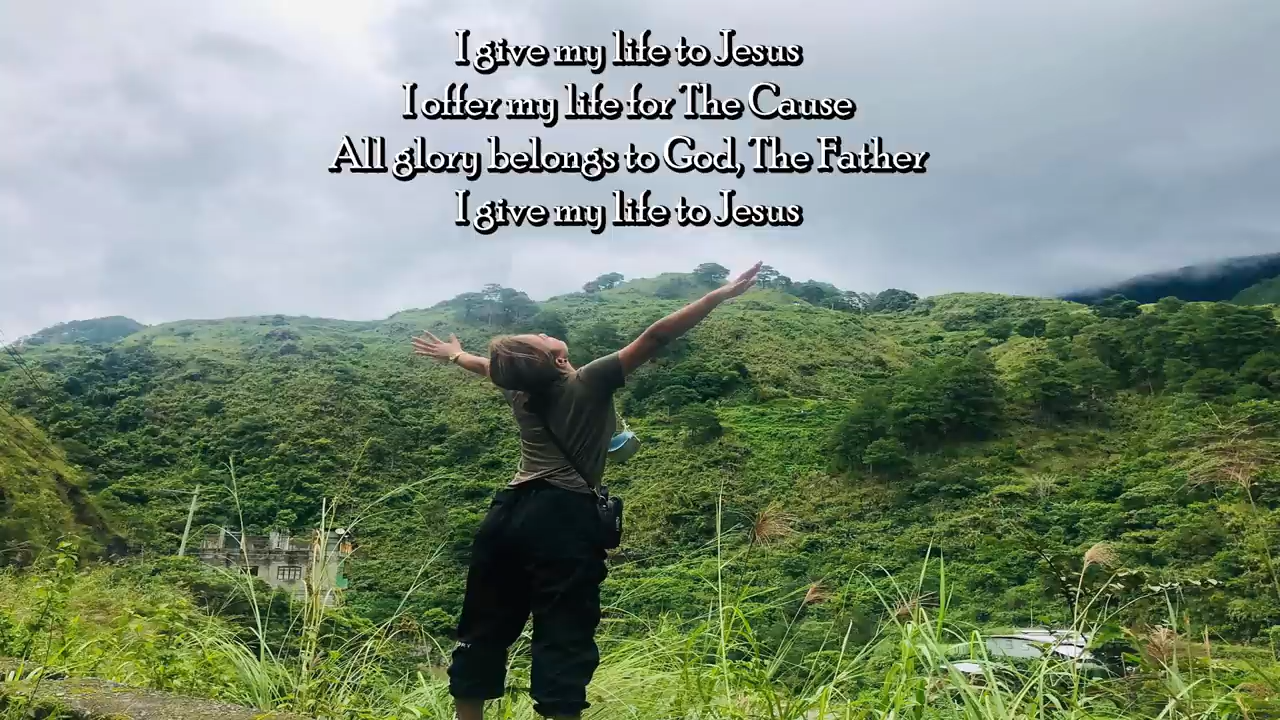 I give my life to Jesus
I offer my life for The Cause
All glory belongs to God, The Father
I give my life to Jesus